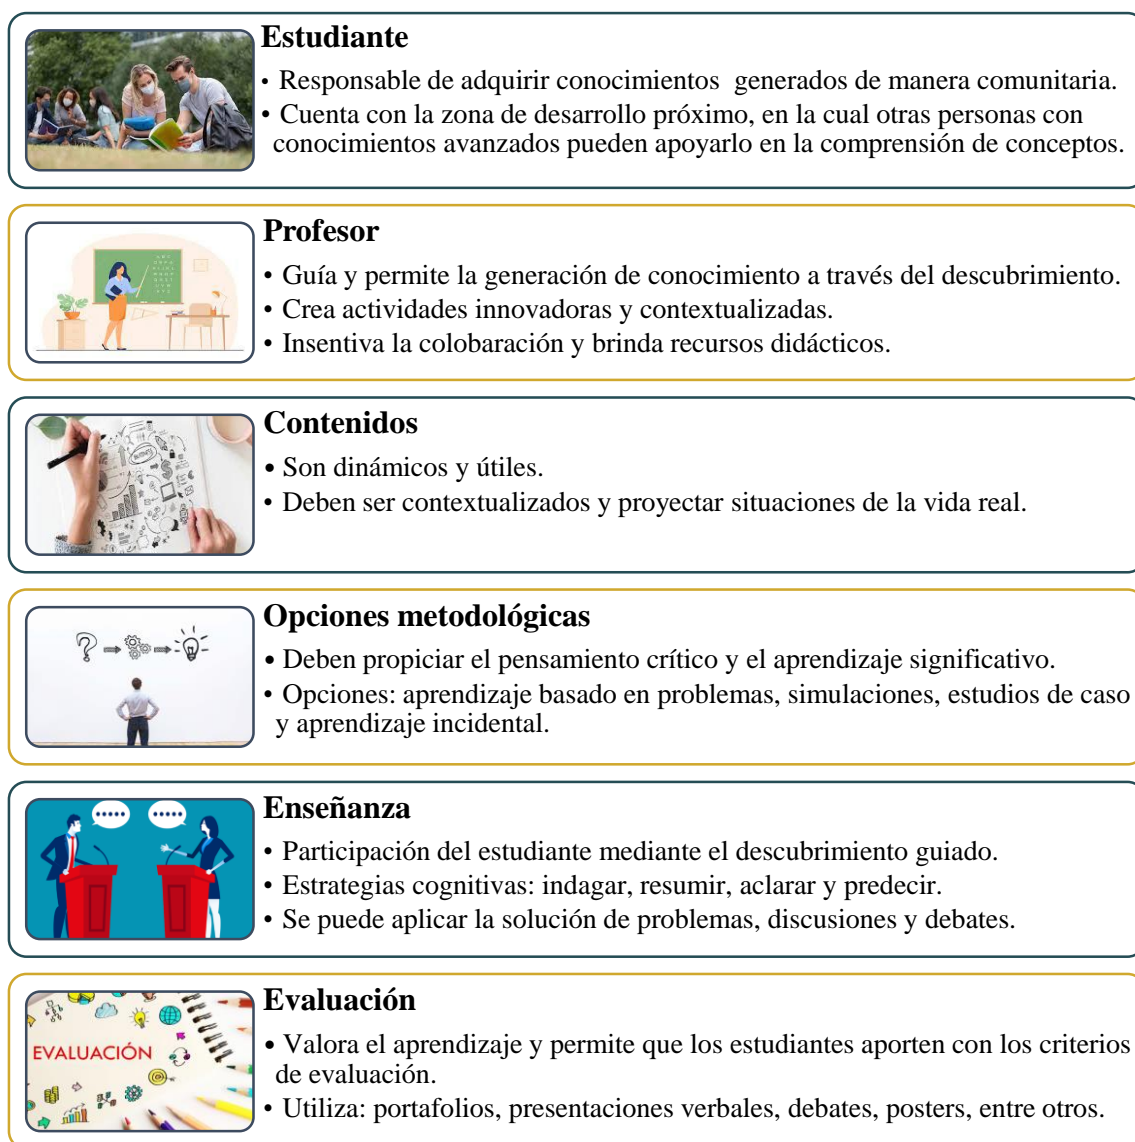 Estudiante
• Responsable de adquirir conocimientos generados de manera comunitaria.
• Cuenta con la zona de desarrollo próximo, en la cual otras personas con
conocimientos avanzados pueden apoyarlo en la comprensión de conceptos.
Profesor
• Guía y permite la generación de conocimiento a través del descubrimiento.
• Crea actividades innovadoras y contextualizadas.
• Insentiva la colobaración y brinda recursos didácticos.
Contenidos
• Son dinámicos y útiles.
• Deben ser contextualizados y proyectar situaciones de la vida real.
Opciones metodológicas
• Deben propiciar el pensamiento crítico y el aprendizaje significativo.
• Opciones: aprendizaje basado en problemas, simulaciones, estudios de caso
y aprendizaje incidental.
Enseñanza
• Participación del estudiante mediante el descubrimiento guiado.
• Estrategias cognitivas: indagar, resumir, aclarar y predecir.
• Se puede aplicar la solución de problemas, discusiones y debates.
EVALUACIÓN
Evaluación
• Valora el aprendizaje y permite que los estudiantes aporten con los criterios
de evaluación.
• Utiliza: portafolios, presentaciones verbales, debates, posters, entre otros.